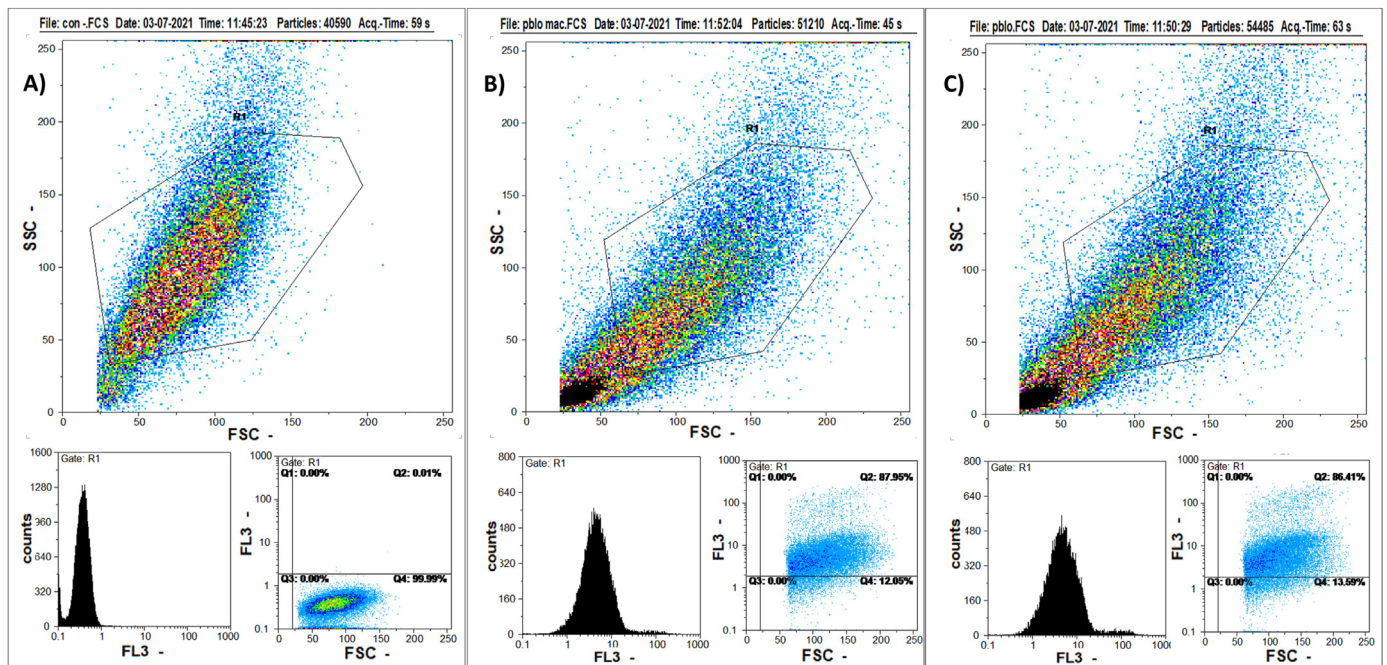 File: con -.FCS Date: 03-07-2021 Time: 11:45:23 Particles: 40590 Acq.-Time: 59 s
A)
250
200
150
100
50
0
SSC -
R1
0 50 100 150 200 250
FSC -
1600
1280
960
640
320
0
counts
Gate: R1
0.1 1 10 100 1000
FL3 -
Gate: R1
Q1: 0.00% Q2: 0.01%
Q3: 0.00% Q4: 99.99%
1000
100
10
1
0.1
FL3 -
50 100 150 200 250
FSC -
File: pblo mac.FCS Date: 03-07-2021 Time: 11:52:04 Particles: 51210 Acq.-Time: 45 s
B)
250
200
150
100
50
0
SSC -
R1
0 50 100 150 200 250
FSC -
800
640
480
320
160
0
counts
Gate: R1
0.1 1 10 100 1000
FL3 -
Gate: R1
Q1: 0.00% Q2: 87.95%
Q3: 0.00% Q4: 12.05%
1000
100
10
1
0.1
FL3 -
50 100 150 200 250
FSC -
File: pblo.FCS Date: 03-07-2021 Time: 11:50:29 Particles: 54485 Acq.-Time: 63 s
C)
250
200
150
100
50
0
SSC -
R1
0 50 100 150 200 250
FSC -
800
640
480
320
160
0
counts
Gate: R1
0.1 1 10 100 1000
FL3 -
Gate: R1
Q1: 0.00% Q2: 86.41%
Q3: 0.00% Q4: 13.59%
1000
100
10
1
0.1
FL3 -
50 100 150 200 250
FSC -